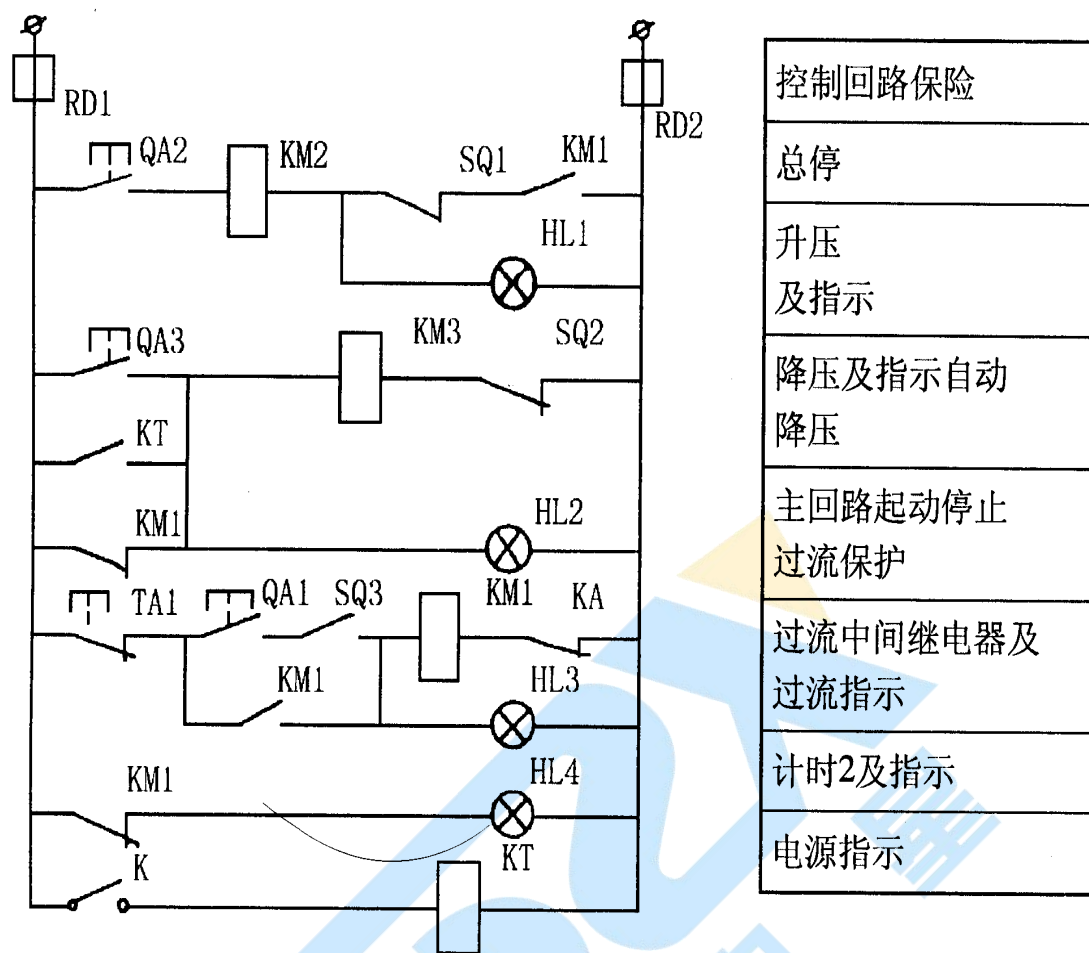 RD1
RD2
QA2
KM2
SQ1
KM1
HL1
QA3
KM3
SQ2
KT
KM1
HL2
TA1
QA1
SQ3
KM1
KA
KM1
HL3
KM1
HL4
K
KT
控制回路保险
总停
升压
及指示
降压及指示自动
降压
主回路起动停止
过流保护
过流中间继电器及
过流指示
计时2及指示
电源指示